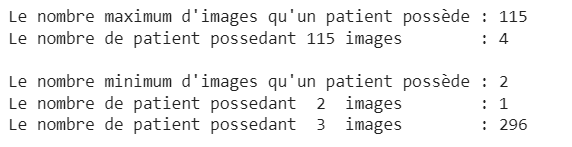 Le nombre maximum d'images qu'un patient possède : 115
Le nombre de patient possedant 115 images        : 4

Le nombre minimum d'images qu'un patient possède : 2
Le nombre de patient possedant  2  images        : 1
Le nombre de patient possedant  3  images        : 296